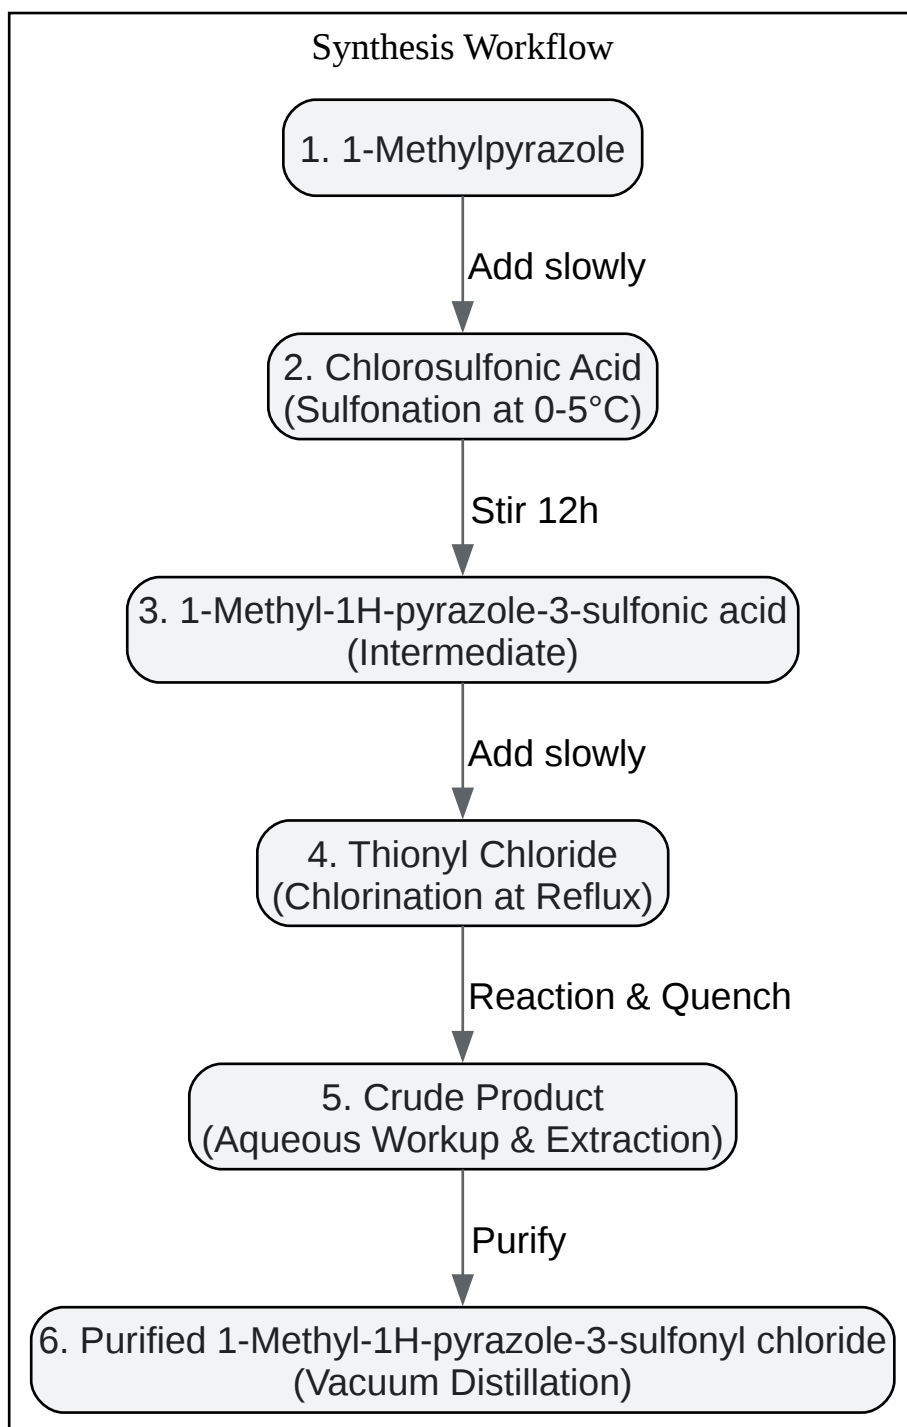 Synthesis Workflow
1. 1-Methylpyrazole
Add slowly
2. Chlorosulfonic Acid
(Sulfonation at 0-5°C)
Stir 12h
3. 1-Methyl-1H-pyrazole-3-sulfonic acid
(Intermediate)
Add slowly
4. Thionyl Chloride
(Chlorination at Reflux)
Reaction & Quench
5. Crude Product
(Aqueous Workup & Extraction)
Purify
6. Purified 1-Methyl-1H-pyrazole-3-sulfonyl chloride
(Vacuum Distillation)